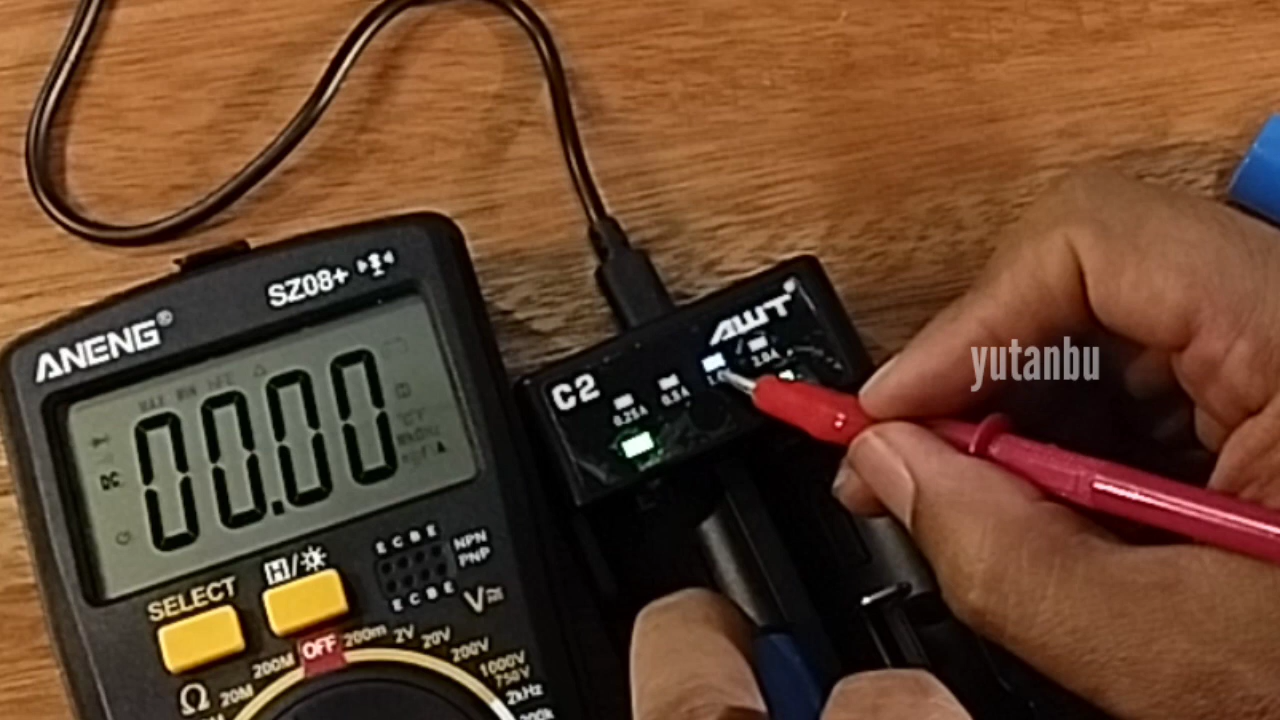 ANENG®
SZ08+
DC
00.00
SELECT
H/
E C B E
NPN
PNP
E C B E
V
OFF
200m
2V
20V
200V
1000V
750V
2kHz
200M
20M
Ω
C2
AWT®
0.25A
0.5A
2.0A
yutanbu